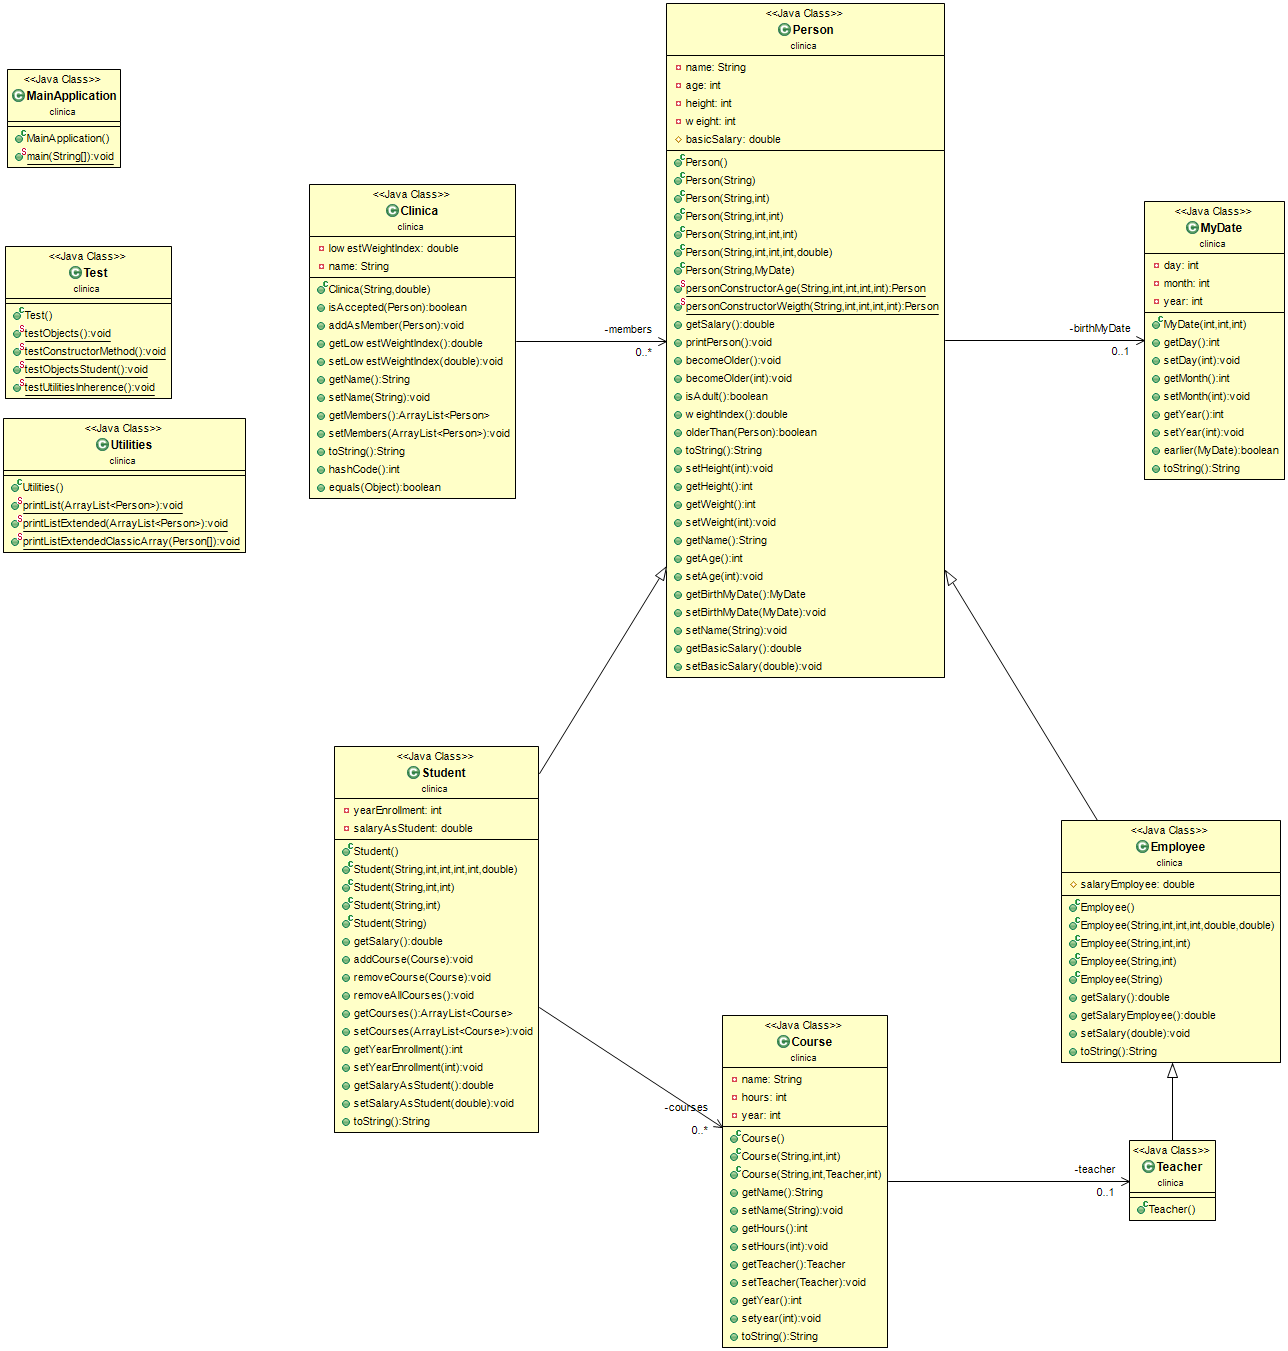 <<Java Class>>
MainApplication
clinica
MainApplication()
main(String[]):void
<<Java Class>>
Test
clinica
Test()
testObjects():void
testConstructorMethod():void
testObjectsStudent():void
testUtilitiesInherence():void
<<Java Class>>
Utilities
clinica
Utilities()
printList(ArrayList<Person>):void
printListExtended(ArrayList<Person>):void
printListExtendedClassicArray(Person[]):void
<<Java Class>>
Clinica
clinica
lowestWeightIndex: double
name: String
Clinica(String,double)
isAccepted(Person):boolean
addAsMember(Person):void
getLowestWeightIndex():double
setLowestWeightIndex(double):void
getName():String
setName(String):void
getMembers():ArrayList<Person>
setMembers(ArrayList<Person>):void
toString():String
hashCode():int
equals(Object):boolean
-members
0..*
<<Java Class>>
Person
clinica
name: String
age: int
height: int
weight: int
basicSalary: double
Person()
Person(String)
Person(String,int)
Person(String,int,int)
Person(String,int,int,int)
Person(String,int,int,int,double)
Person(String,MyDate)
personConstructorAge(String,int,int,int,int):Person
personConstructorWeigth(String,int,int,int,int):Person
getSalary():double
printPerson():void
becomeOlder():void
becomeOlder(int):void
isAdult():boolean
weightIndex():double
olderThan(Person):boolean
toString():String
setHeight(int):void
getHeight():int
getWeight():int
setWeight(int):void
getName():String
getAge():int
setAge(int):void
getBirthMyDate():MyDate
setBirthMyDate(MyDate):void
setName(String):void
getBasicSalary():double
setBasicSalary(double):void
-birthMyDate
0..1
<<Java Class>>
MyDate
clinica
day: int
month: int
year: int
MyDate(int,int,int)
getDay():int
setDay(int):void
getMonth():int
setMonth(int):void
getYear():int
setYear(int):void
earlier(MyDate):boolean
toString():String
<<Java Class>>
Student
clinica
yearEnrollment: int
salaryAsStudent: double
Student()
Student(String,int,int,int,int,double)
Student(String,int,int)
Student(String,int)
Student(String)
getSalary():double
addCourse(Course):void
removeCourse(Course):void
removeAllCourses():void
getCourses():ArrayList<Course>
setCourses(ArrayList<Course>):void
getYearEnrollment():int
setYearEnrollment(int):void
getSalaryAsStudent():double
setSalaryAsStudent(double):void
toString():String
-courses
0..*
<<Java Class>>
Course
clinica
name: String
hours: int
year: int
Course()
Course(String,int,int)
Course(String,int,Teacher,int)
getName():String
setName(String):void
getHours():int
setHours(int):void
getTeacher():Teacher
setTeacher(Teacher):void
getYear():int
setyear(int):void
toString():String
-teacher
0..1
<<Java Class>>
Employee
clinica
salaryEmployee: double
Employee()
Employee(String,int,int,int,double,double)
Employee(String,int,int)
Employee(String,int)
Employee(String)
getSalary():double
getSalaryEmployee():double
setSalary(double):void
toString():String
<<Java Class>>
Teacher
clinica
Teacher()